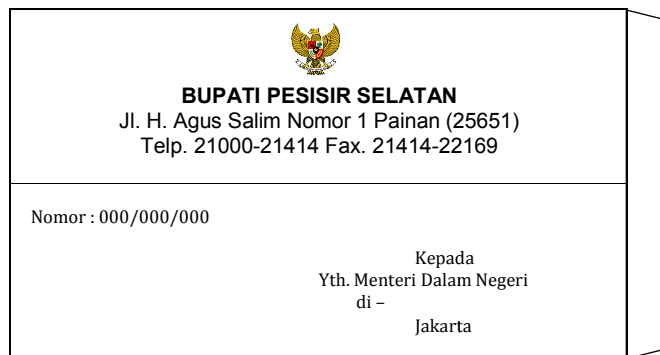 BUPATI PESISIR SELATAN
Jl. H. Agus Salim Nomor 1 Painan (25651)
Telp. 21000-21414 Fax. 21414-22169
Nomor : 000/000/000
Kepada
Yth. Menteri Dalam Negeri
di –
Jakarta